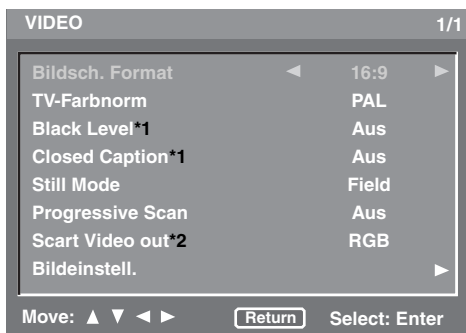 VIDEO 1/1
Bildsch. Format ◀ 16:9 ▶
TV-Farbnorm PAL
Black Level*1 Aus
Closed Caption*1 Aus
Still Mode Field
Progressive Scan Aus
Scart Video out*2 RGB
Bildeinstell. ▶
Move: ▲ ▼ ◀ ▶ Return Select: Enter